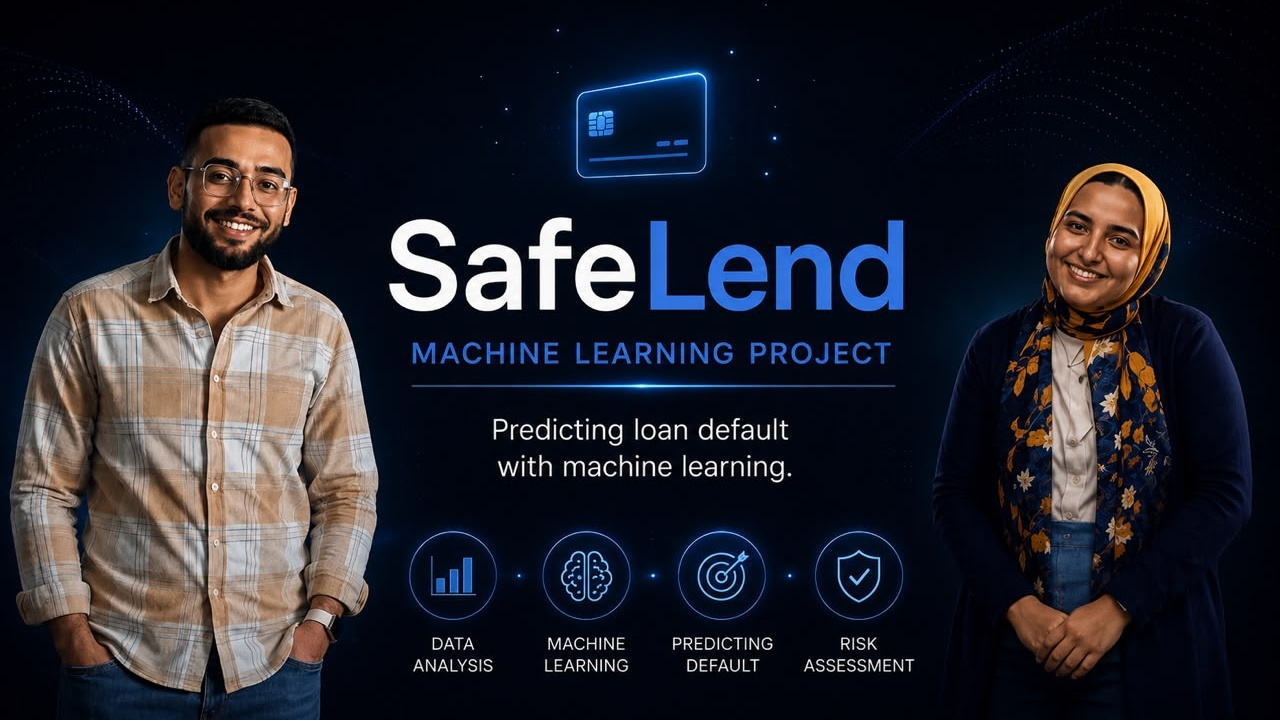 SafeLend
MACHINE LEARNING PROJECT
Predicting loan default
with machine learning.
DATA
ANALYSIS
MACHINE
LEARNING
PREDICTING
DEFAULT
RISK
ASSESSMENT